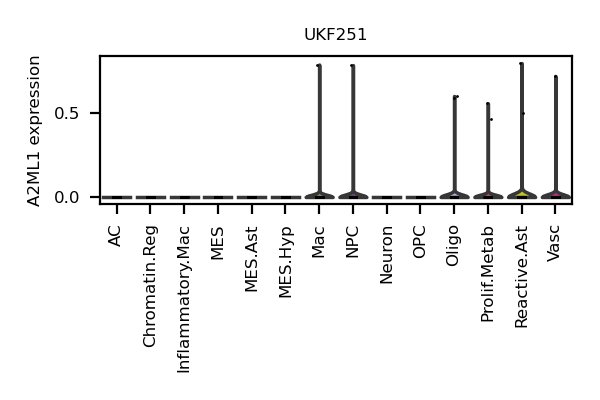 UKF251
A2ML1 expression
0.5
0.0
AC
Chromatin.Reg
Inflammatory.Mac
MES
MES.Ast
MES.Hyp
Mac
NPC
Neuron
OPC
Oligo
Prolif.Metab
Reactive.Ast
Vasc